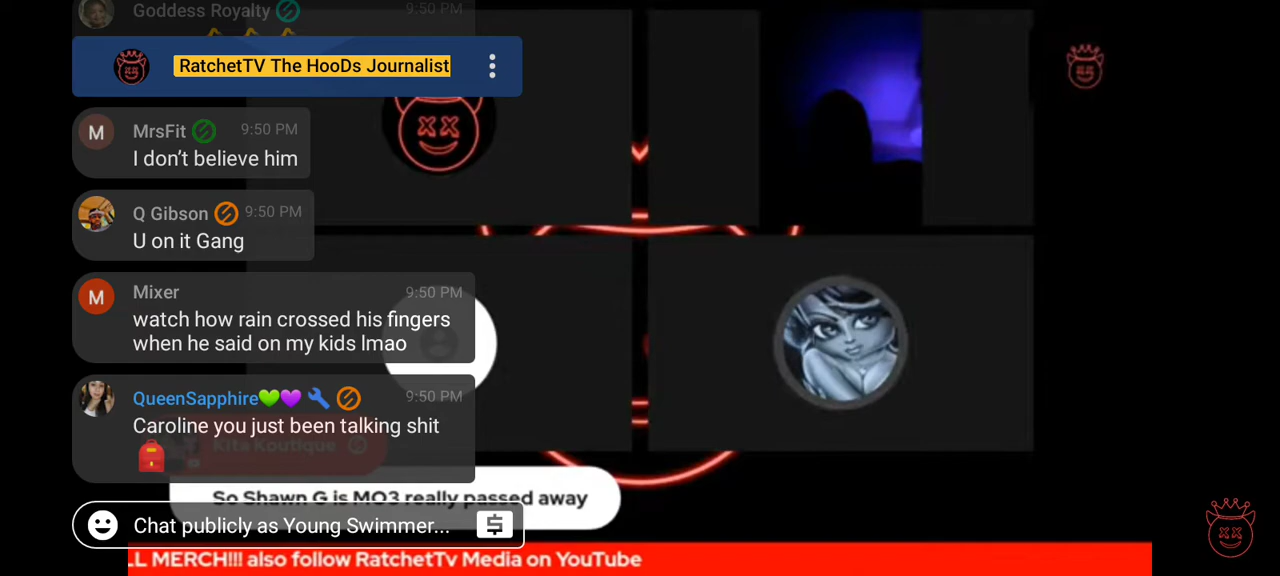 Goddess Royalty 9:50 PM
RatchetTV The HooDs Journalist
M MrsFit 9:50 PM
I don't believe him
Q Gibson 9:50 PM
U on it Gang
M Mixer 9:50 PM
watch how rain crossed his fingers
when he said on my kids lmao
QueenSapphire💚💜 9:50 PM
Caroline you just been talking shit
Kita Koutique
So Shawn G is MO3 really passed away
Chat publicly as Young Swimmer...
LL MERCH!!! also follow RatchetTv Media on YouTube